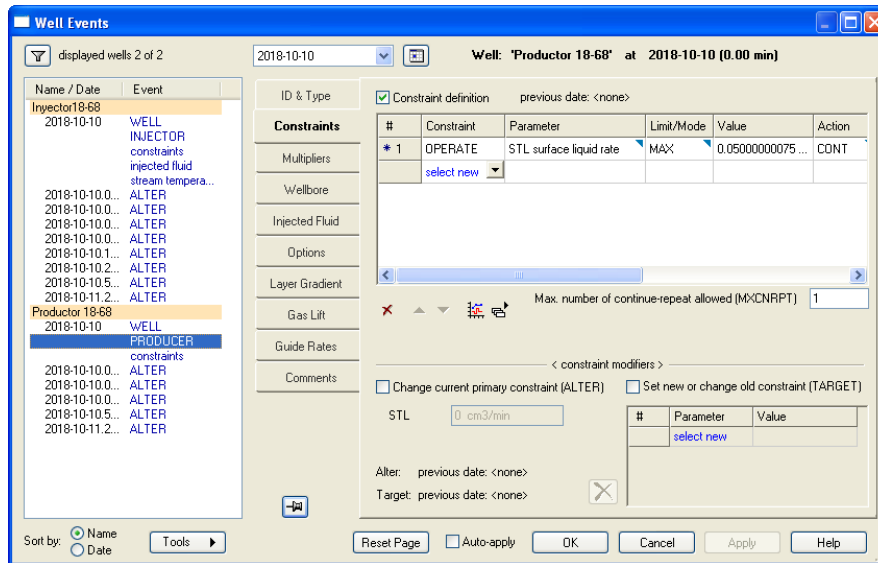 Well Events
displayed wells 2 of 2
2018-10-10
Well: 'Productor 18-68' at 2018-10-10 (0.00 min)
Name / Date Event
Inyector18-68
2018-10-10 WELL
INJECTOR
constraints
injected fluid
stream tempera...
2018-10-10.0... ALTER
2018-10-10.0... ALTER
2018-10-10.0... ALTER
2018-10-10.0... ALTER
2018-10-10.1... ALTER
2018-10-10.2... ALTER
2018-10-10.5... ALTER
2018-10-11.2... ALTER
Productor 18-68
2018-10-10 WELL
PRODUCER
constraints
2018-10-10.0... ALTER
2018-10-10.0... ALTER
2018-10-10.0... ALTER
2018-10-10.5... ALTER
2018-10-11.2... ALTER
Sort by: Name
Date
Tools
ID & Type
Constraints
Multipliers
Wellbore
Injected Fluid
Options
Layer Gradient
Gas Lift
Guide Rates
Comments
Constraint definition previous date: <none>
# Constraint Parameter Limit/Mode Value Action
* 1 OPERATE STL surface liquid rate MAX 0.05000000075 ... CONT
select new
Max. number of continue-repeat allowed (MXCNRPT) 1
< constraint modifiers >
Change current primary constraint (ALTER)
Set new or change old constraint (TARGET)
STL 0 cm3/min
# Parameter Value
select new
Alter: previous date: <none>
Target: previous date: <none>
Reset Page Auto-apply OK Cancel Apply Help